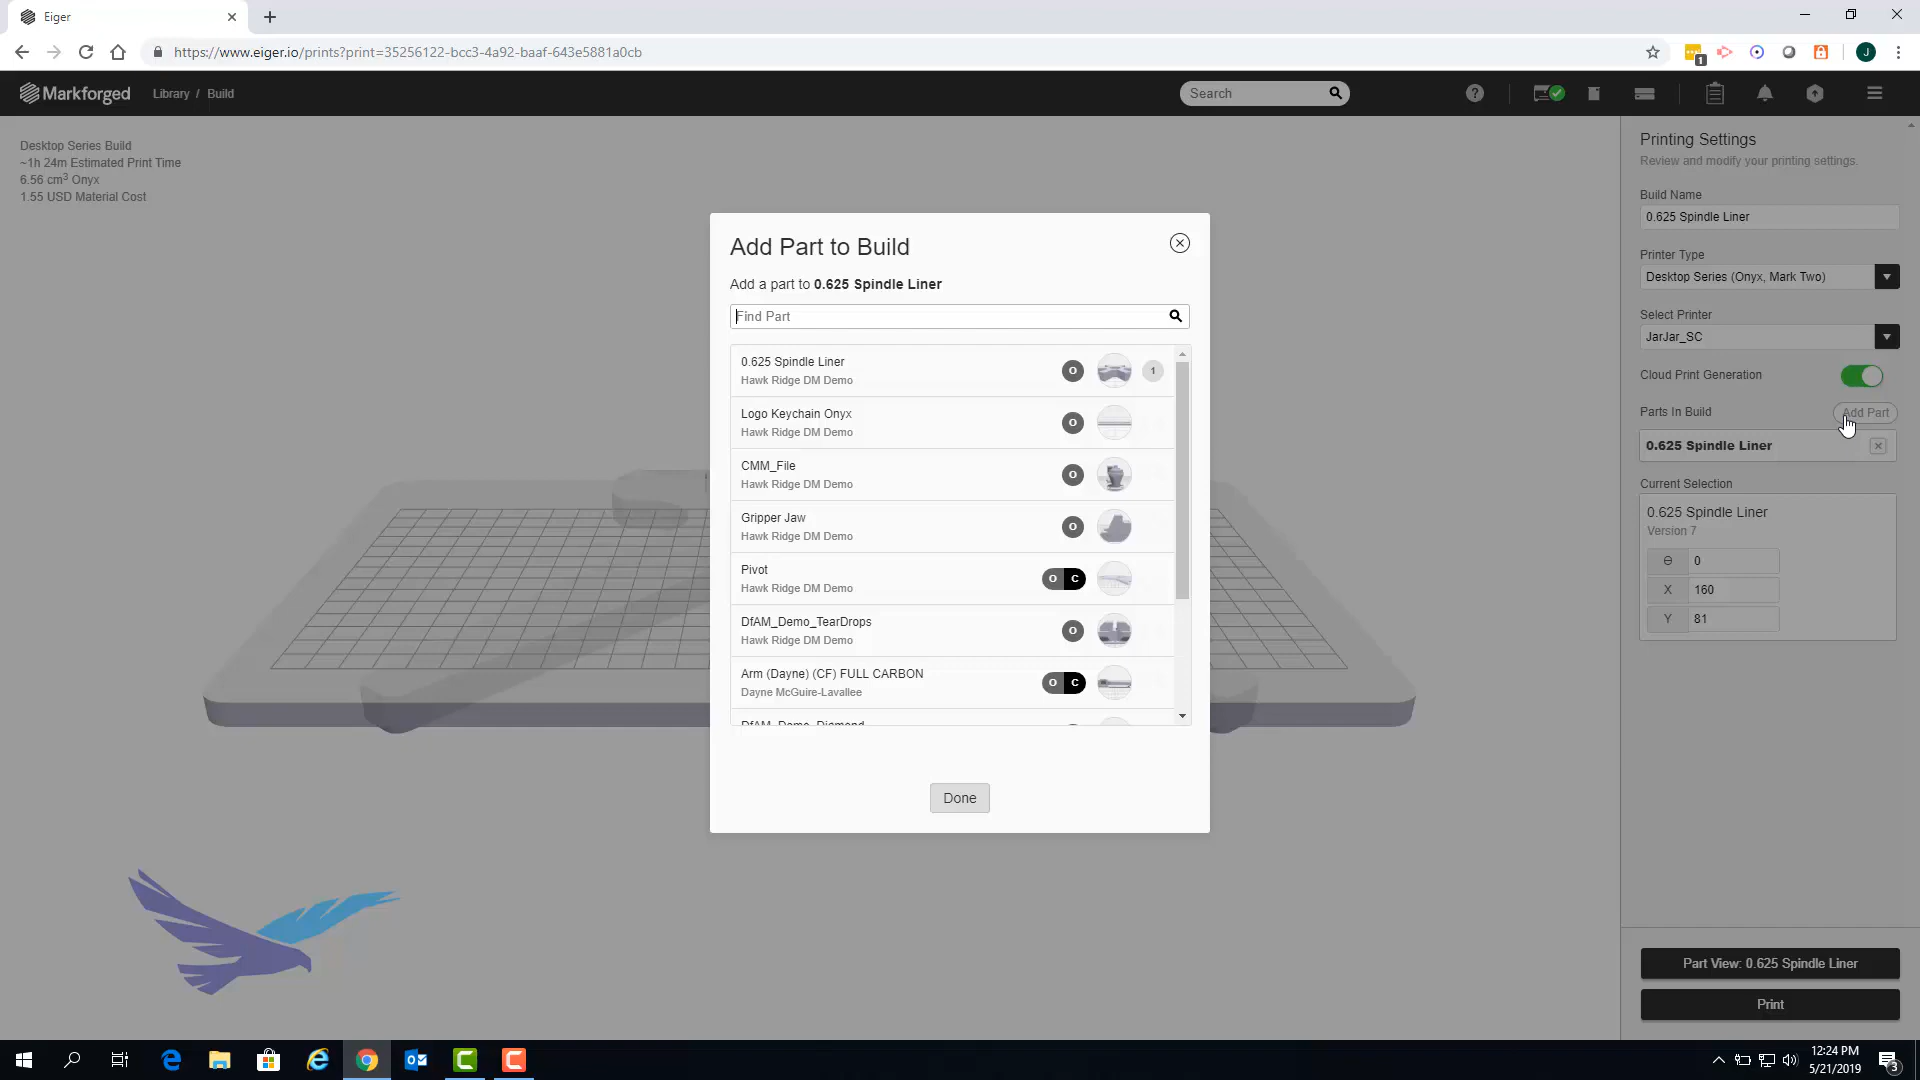 Eiger
https://www.eiger.io/prints?print=35256122-bcc3-4a92-baaf-643e5881a0cb
1
J
Markforged
Library / Build
Search
Desktop Series Build
~1h 24m Estimated Print Time
6.56 cm³ Onyx
1.55 USD Material Cost
Add Part to Build
Add a part to 0.625 Spindle Liner
Find Part
0.625 Spindle Liner
Hawk Ridge DM Demo
O
1
Logo Keychain Onyx
Hawk Ridge DM Demo
O
CMM_File
Hawk Ridge DM Demo
O
Gripper Jaw
Hawk Ridge DM Demo
O
Pivot
Hawk Ridge DM Demo
O C
DfAM_Demo_TearDrops
Hawk Ridge DM Demo
O
Arm (Dayne) (CF) FULL CARBON
Dayne McGuire-Lavallee
O C
DfAM_Demo_Diamond
Done
Printing Settings
Review and modify your printing settings.
Build Name
0.625 Spindle Liner
Printer Type
Desktop Series (Onyx, Mark Two)
Select Printer
JarJar_SC
Cloud Print Generation
Parts In Build
Add Part
0.625 Spindle Liner
Current Selection
0.625 Spindle Liner
Version 7
Θ 0
X 160
Y 81
Part View: 0.625 Spindle Liner
Print
12:24 PM
5/21/2019
3